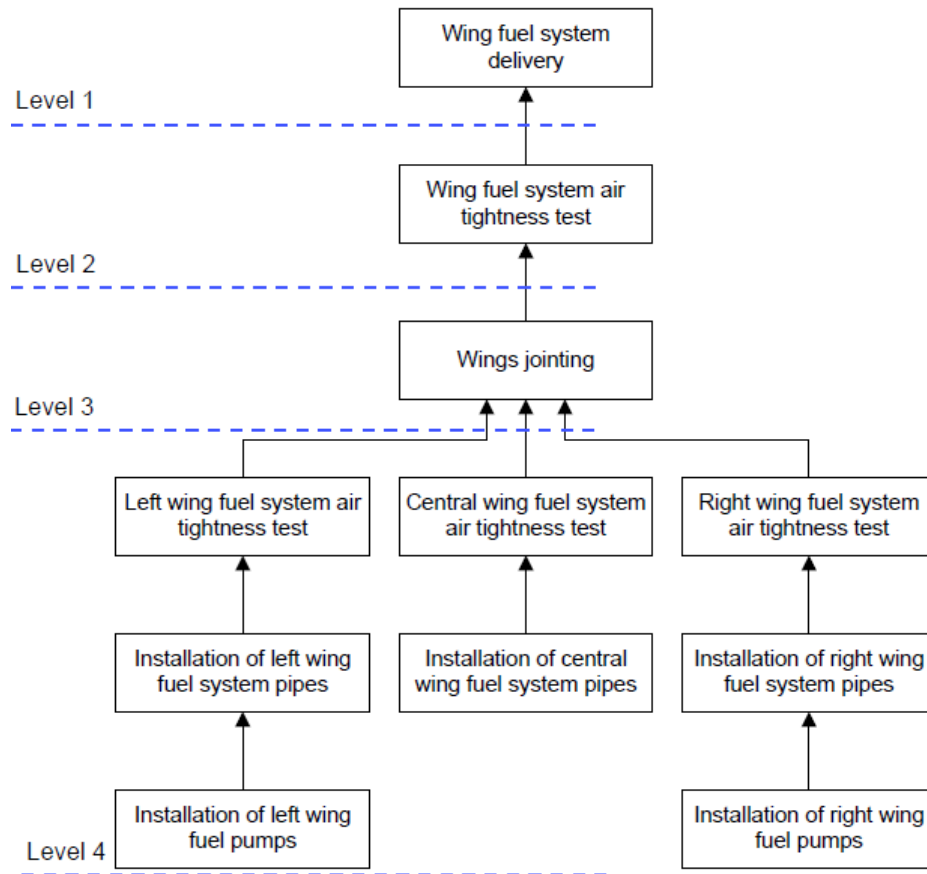 Wing fuel system
delivery
Level 1
Wing fuel system air
tightness test
Level 2
Wings jointing
Level 3
Left wing fuel system air
tightness test
Central wing fuel system
air tightness test
Right wing fuel system
air tightness test
Installation of left wing
fuel system pipes
Installation of central
wing fuel system pipes
Installation of right wing
fuel system pipes
Installation of left wing
fuel pumps
Installation of right wing
fuel pumps
Level 4